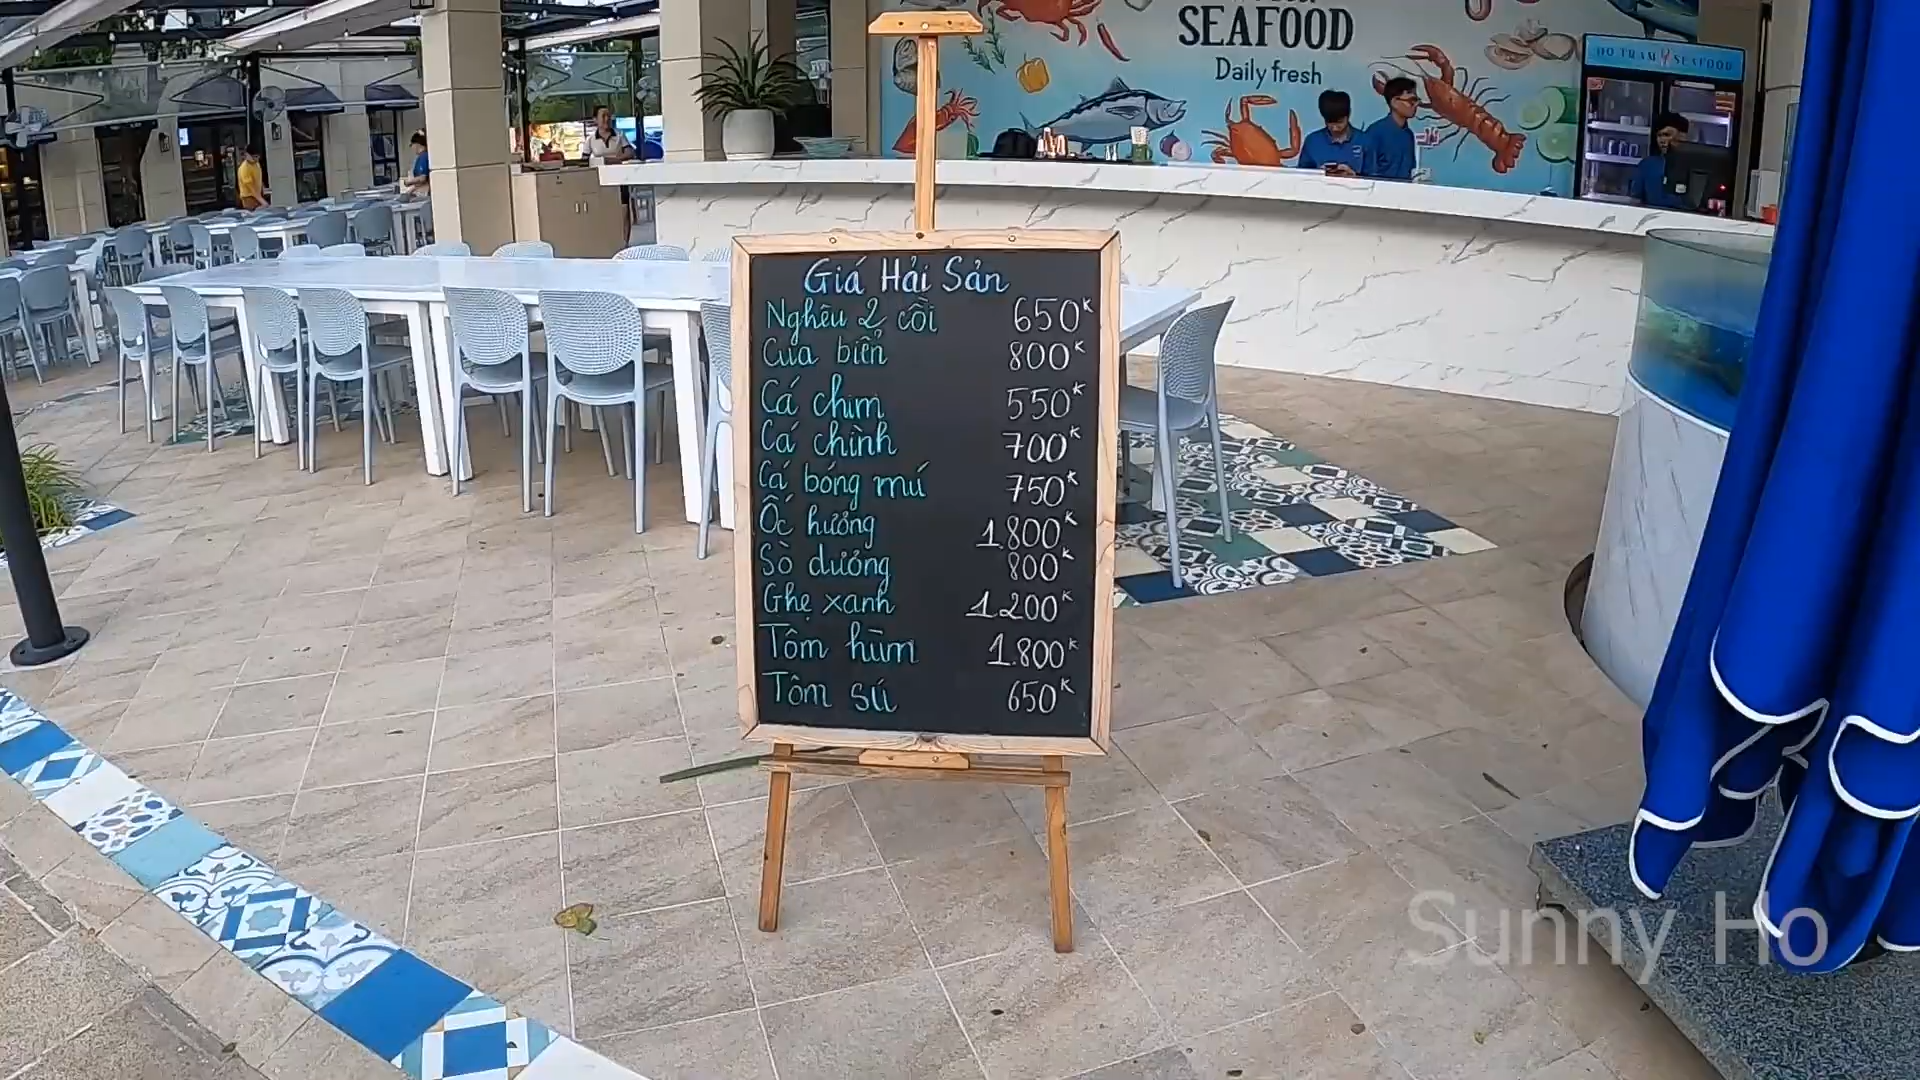 SEAFOOD
Daily fresh
HO TRAM SEAFOOD
Giá Hải Sản
Nghêu 2 cồi 650K
Cua biển 800K
Cá chim 550K
Cá chình 700K
Cá bóng mú 750K
Ốc hương 1.800K
Sò dương 800K
Ghẹ xanh 1.200K
Tôm hùm 1.800K
Tôm sú 650K
Sunny Ho